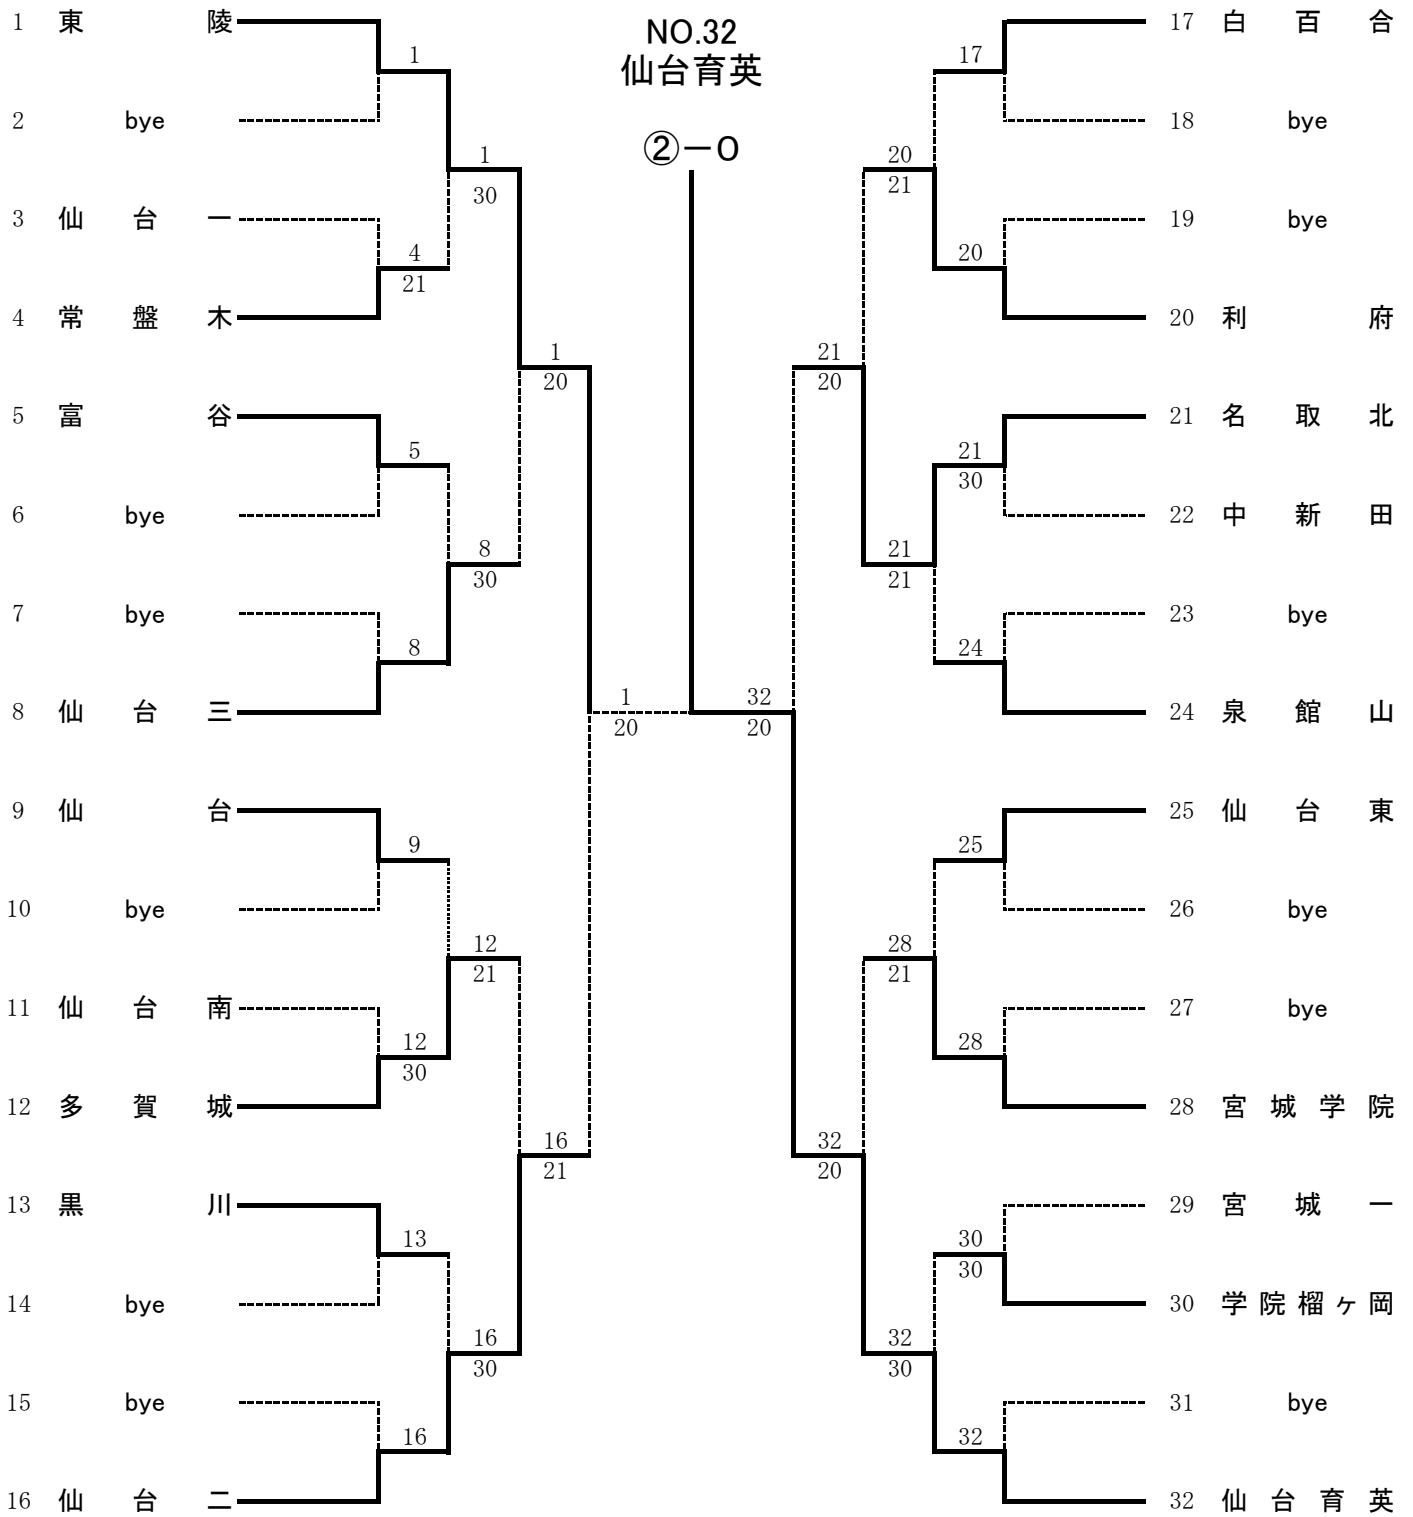 NO.32
仙台育英
②－0
1 東陵
2 bye
3 仙台一
4 常盤木
5 富谷
6 bye
7 bye
8 仙台三
9 仙台
10 bye
11 仙台南
12 多賀城
13 黒川
14 bye
15 bye
16 仙台二
1
4
21
5
8
9
12
30
13
16
1
30
8
30
12
21
16
30
1
20
16
21
1
20
32
20
21
20
32
20
20
21
21
21
28
21
32
30
17
20
21
30
24
25
28
30
30
32
17 白百合
18 bye
19 bye
20 利府
21 名取北
22 中新田
23 bye
24 泉館山
25 仙台東
26 bye
27 bye
28 宮城学院
29 宮城一
30 学院榴ヶ岡
31 bye
32 仙台育英